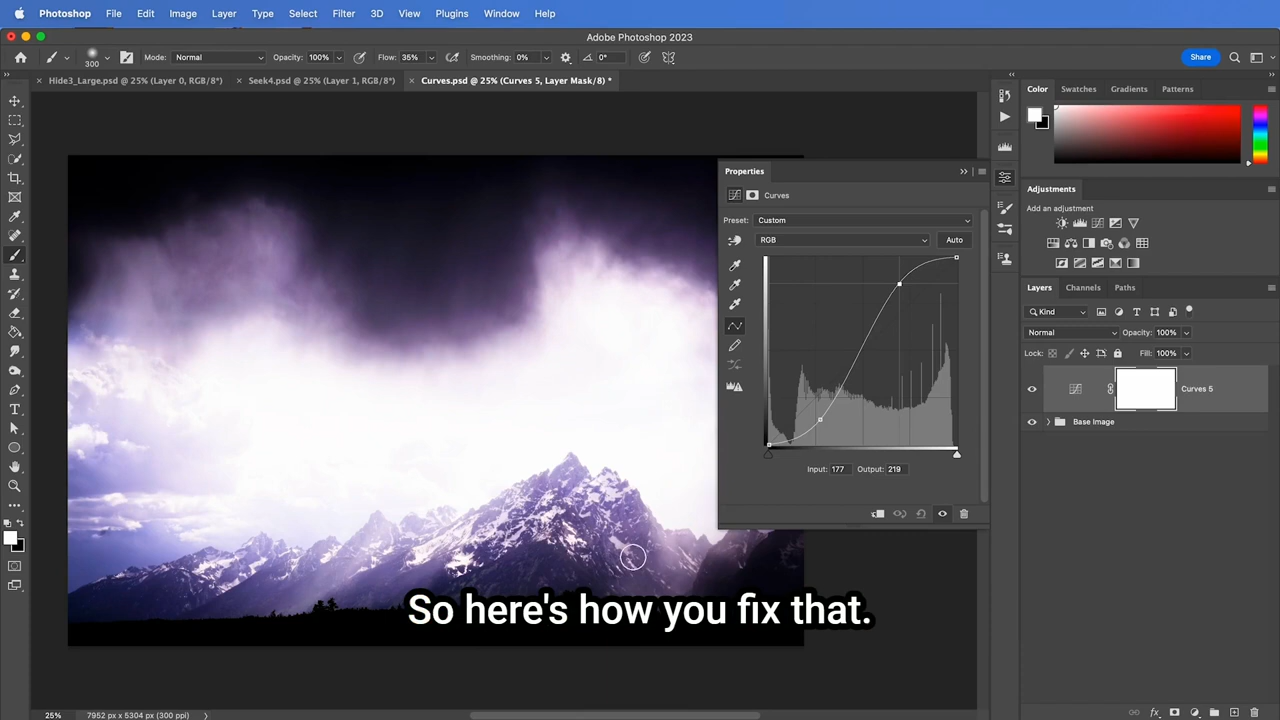 Photoshop File Edit Image Layer Type Select Filter 3D View Plugins Window Help
Adobe Photoshop 2023
300 Mode: Normal Opacity: 100% Flow: 35% Smoothing: 0% 0° Share
Hide3_Large.psd @ 25% (Layer 0, RGB/8*) Seek4.psd @ 25% (Layer 1, RGB/8*) Curves.psd @ 25% (Curves 5, Layer Mask/8) *
Color Swatches Gradients Patterns
Properties
Curves
Preset: Custom
RGB Auto
Input: 177 Output: 219
Adjustments
Add an adjustment
Layers Channels Paths
Kind
Normal Opacity: 100%
Lock: Fill: 100%
Curves 5
Base Image
So here's how you fix that.
25% 7952 px x 5304 px (300 ppi)